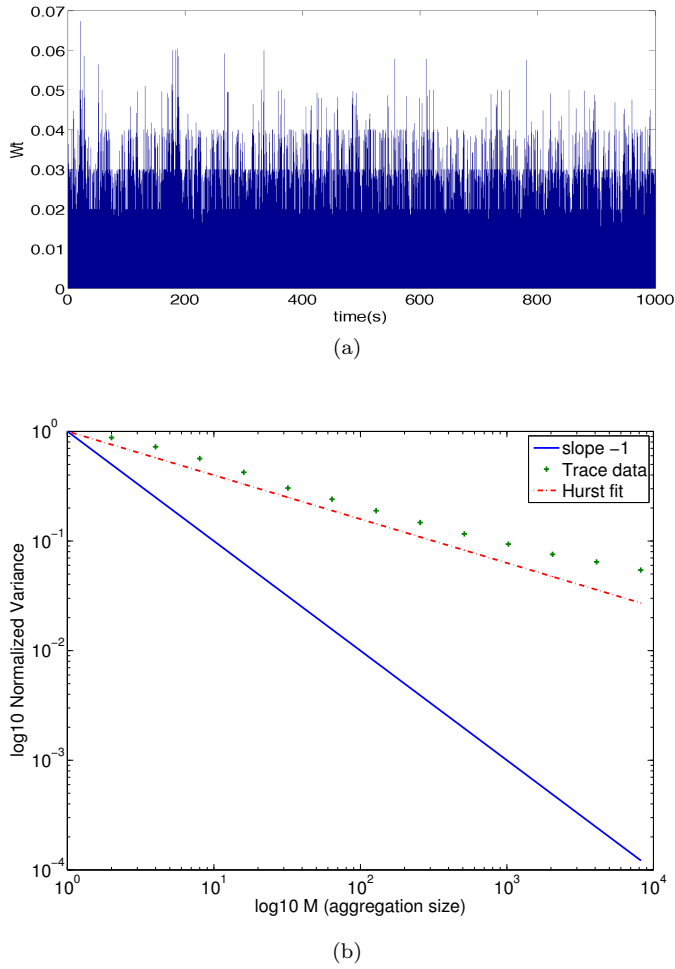 0.07
0.06
0.05
0.04
0.03
0.02
0.01
0
Wt
0 200 400 600 800 1000
time(s)
(a)
10^0
10^-1
10^-2
10^-3
10^-4
log10 Normalized Variance
slope -1
Trace data
Hurst fit
10^0 10^1 10^2 10^3 10^4
log10 M (aggregation size)
(b)